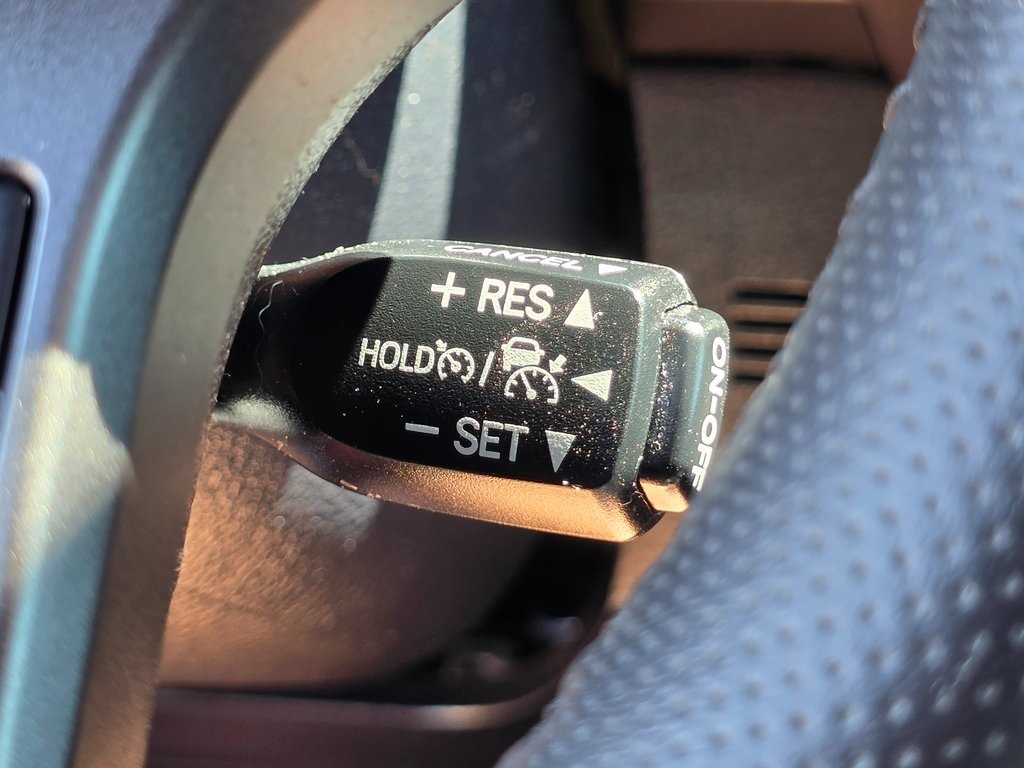 CANCEL ▼
+ RES ▲
HOLD / ◀
− SET ▼
ON-OFF